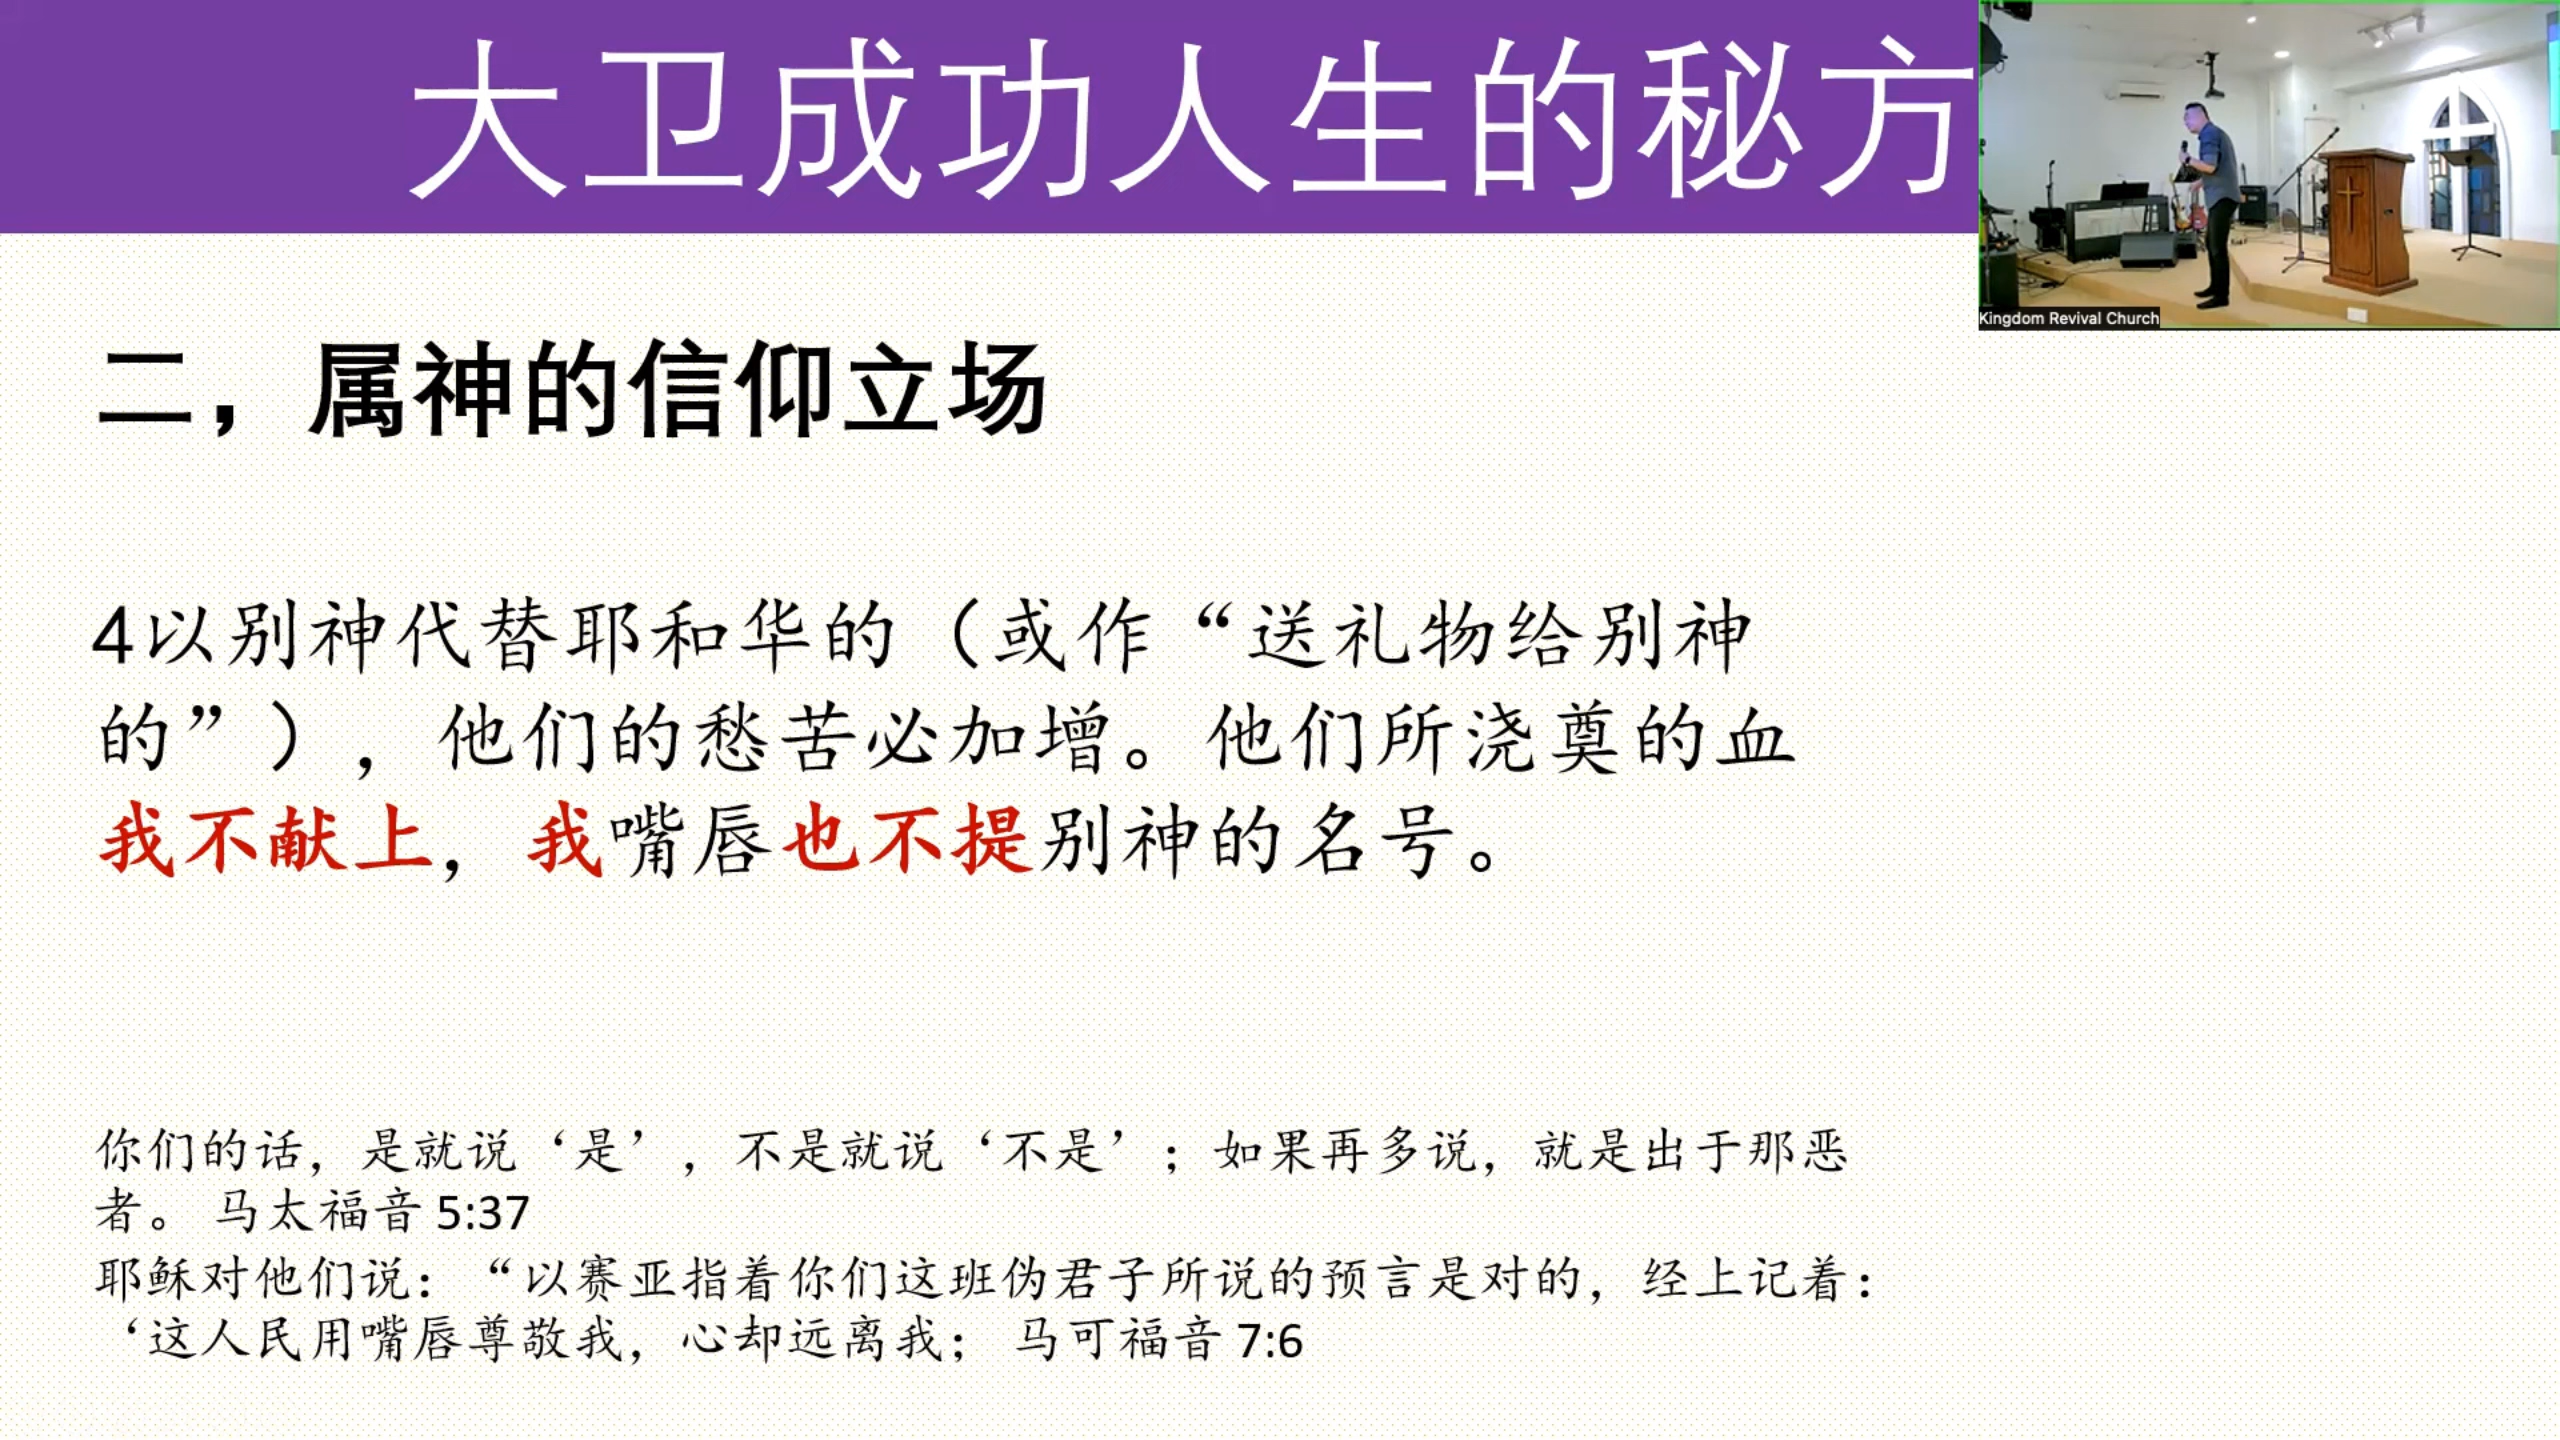 大卫成功人生的秘方
Kingdom Revival Church
二，属神的信仰立场
4以别神代替耶和华的（或作“送礼物给别神
的”），他们的愁苦必加增。他们所浇奠的血
我不献上，我嘴唇也不提别神的名号。
你们的话，是就说‘是’，不是就说‘不是’；如果再多说，就是出于那恶
者。 马太福音 5:37
耶稣对他们说：“以赛亚指着你们这班伪君子所说的预言是对的，经上记着：
‘这人民用嘴唇尊敬我，心却远离我； 马可福音 7:6